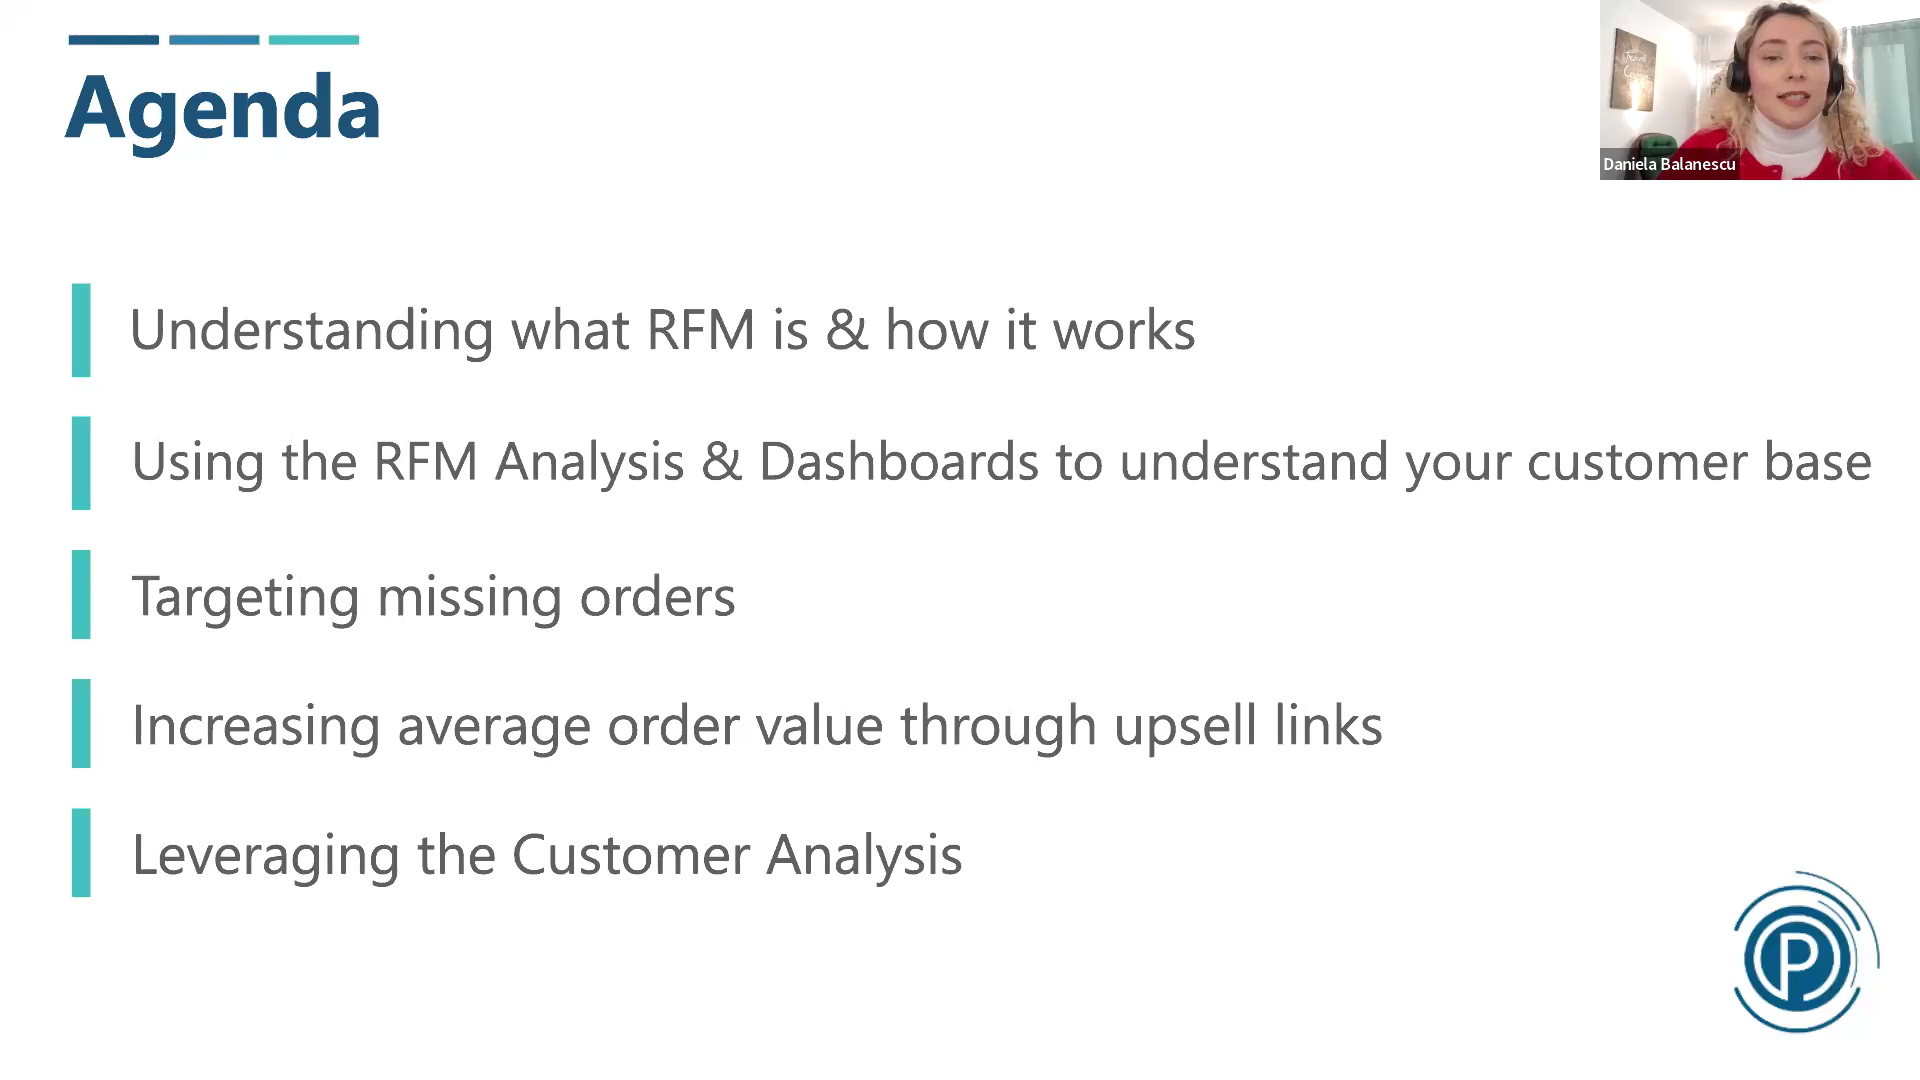 Agenda
Daniela Balanescu
Understanding what RFM is & how it works
Using the RFM Analysis & Dashboards to understand your customer base
Targeting missing orders
Increasing average order value through upsell links
Leveraging the Customer Analysis
P